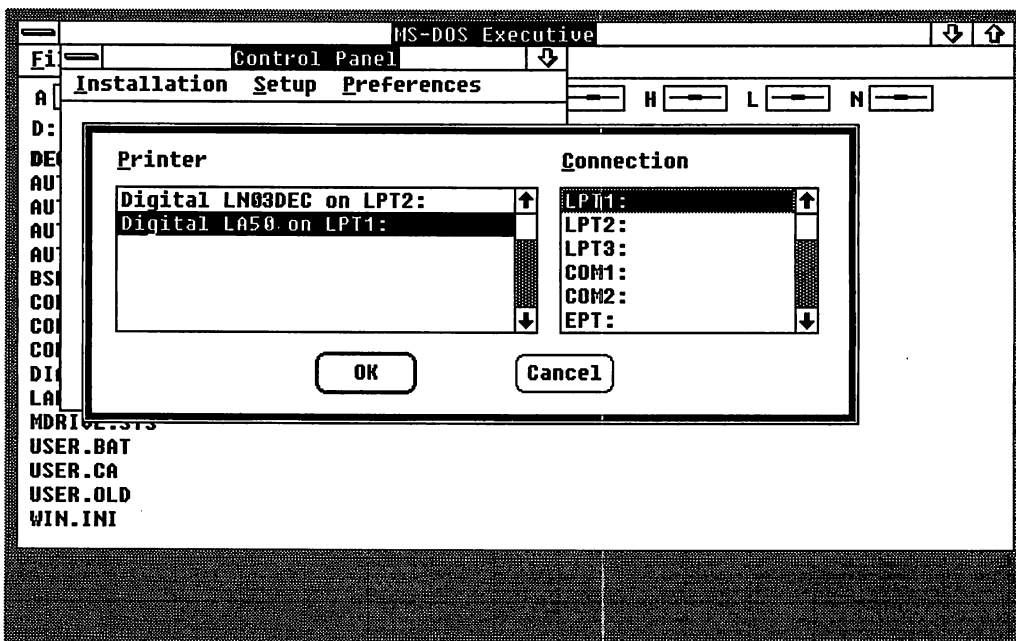 MS-DOS Executive
Control Panel
Installation Setup Preferences
A H L N
D:
Printer
Connection
Digital LN03DEC on LPT2:
Digital LA50 on LPT1:
LPT1:
LPT2:
LPT3:
COM1:
COM2:
EPT:
OK
Cancel
USER.BAT
USER.CA
USER.OLD
WIN.INI